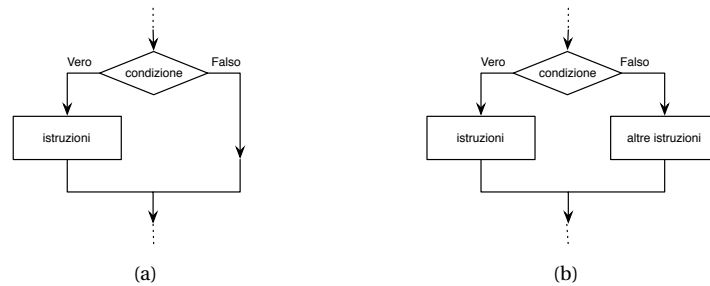 Vero Falso
condizione
istruzioni
(a)
Vero Falso
condizione
istruzioni altre istruzioni
(b)